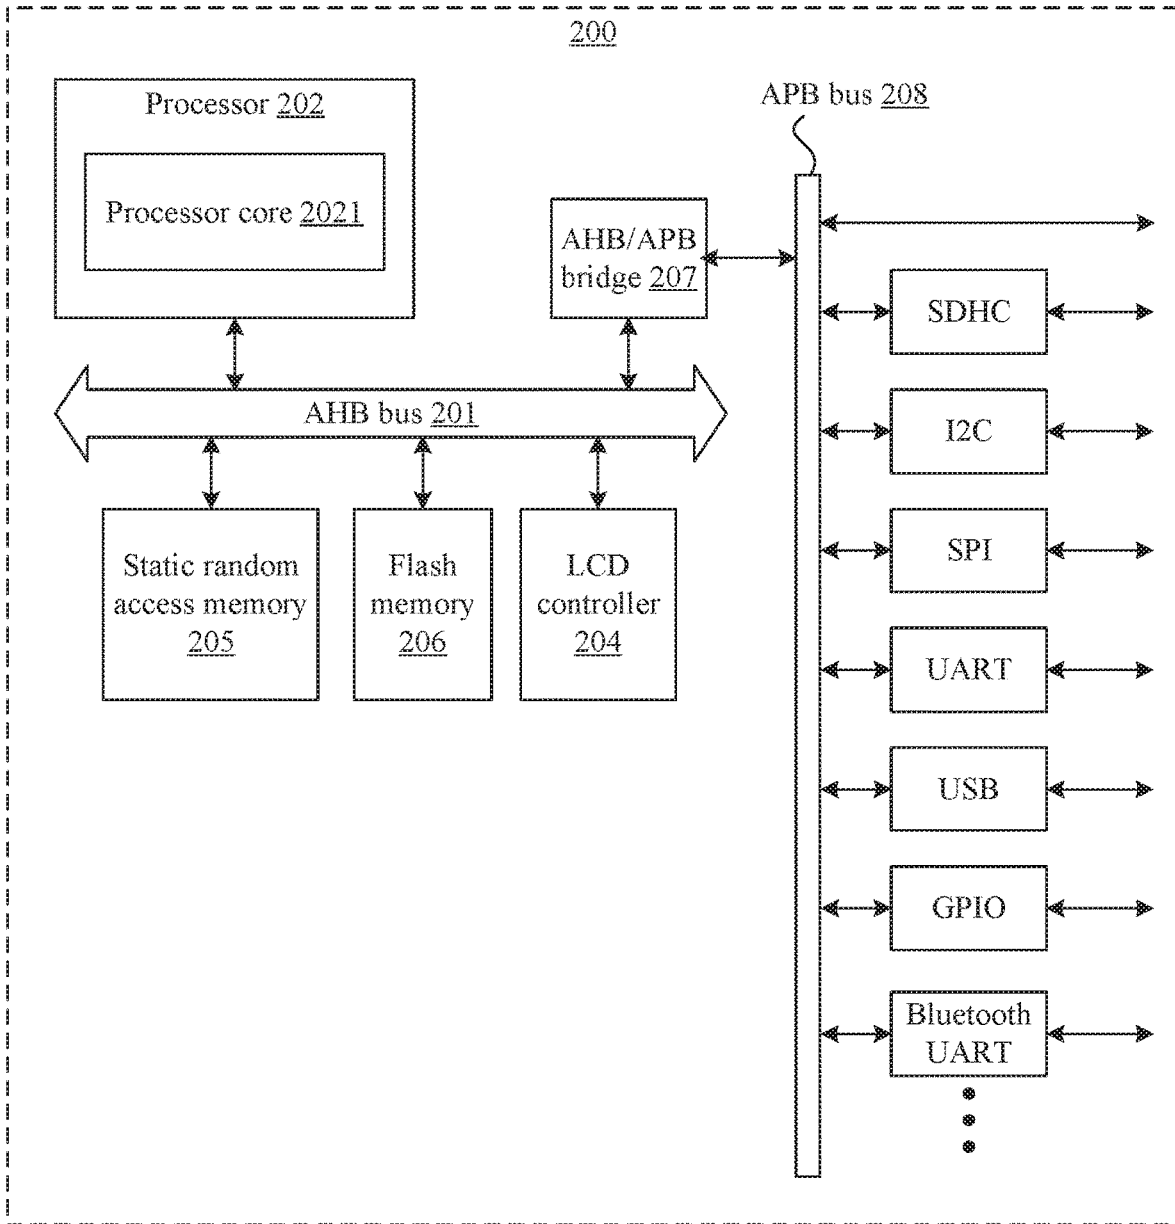 200
Processor 202
Processor core 2021
APB bus 208
AHB/APB
bridge 207
AHB bus 201
Static random
access memory
205
Flash
memory
206
LCD
controller
204
SDHC
I2C
SPI
UART
USB
GPIO
Bluetooth
UART